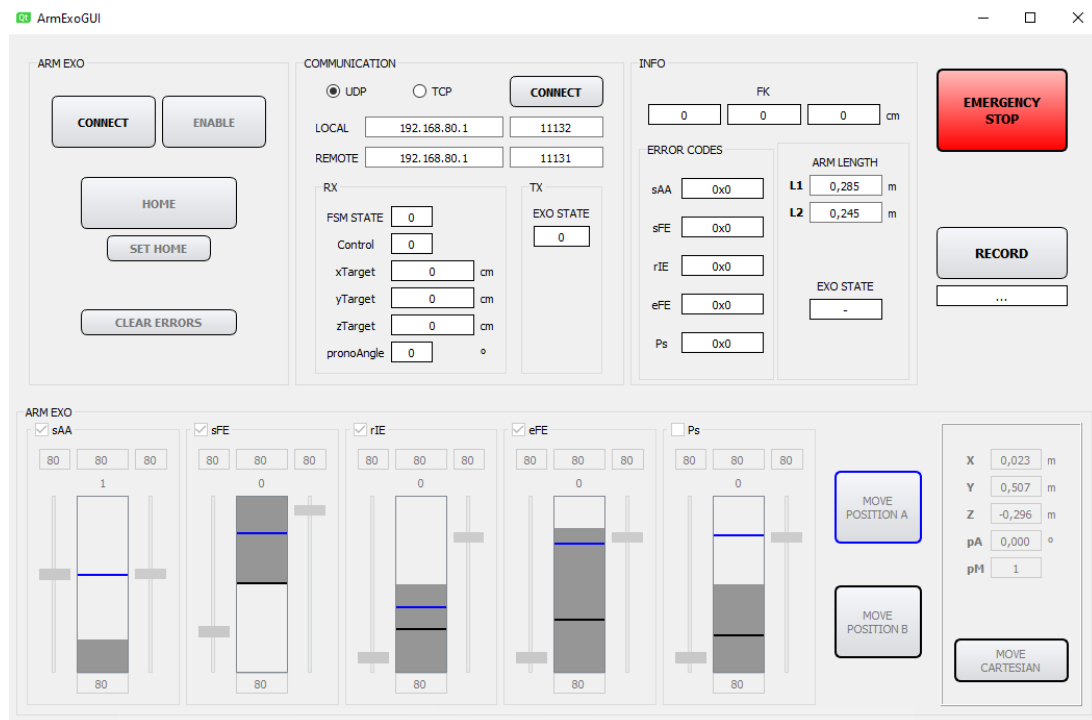 ArmExoGUI
ARM EXO
CONNECT
ENABLE
HOME
SET HOME
CLEAR ERRORS
COMMUNICATION
UDP
TCP
CONNECT
LOCAL 192.168.80.1 11132
REMOTE 192.168.80.1 11131
RX
FSM STATE 0
Control 0
xTarget 0 cm
yTarget 0 cm
zTarget 0 cm
pronoAngle 0 º
TX
EXO STATE
0
INFO
FK
0 0 0 cm
ERROR CODES
sAA 0x0
sFE 0x0
rIE 0x0
eFE 0x0
Ps 0x0
ARM LENGTH
L1 0,285 m
L2 0,245 m
EXO STATE
-
EMERGENCY
STOP
RECORD
...
ARM EXO
sAA
80 80 80
1
80
sFE
80 80 80
0
80
rIE
80 80 80
0
80
eFE
80 80 80
0
80
Ps
80 80 80
0
80
MOVE
POSITION A
MOVE
POSITION B
X 0,023 m
Y 0,507 m
Z -0,296 m
pA 0,000 º
pM 1
MOVE
CARTESIAN